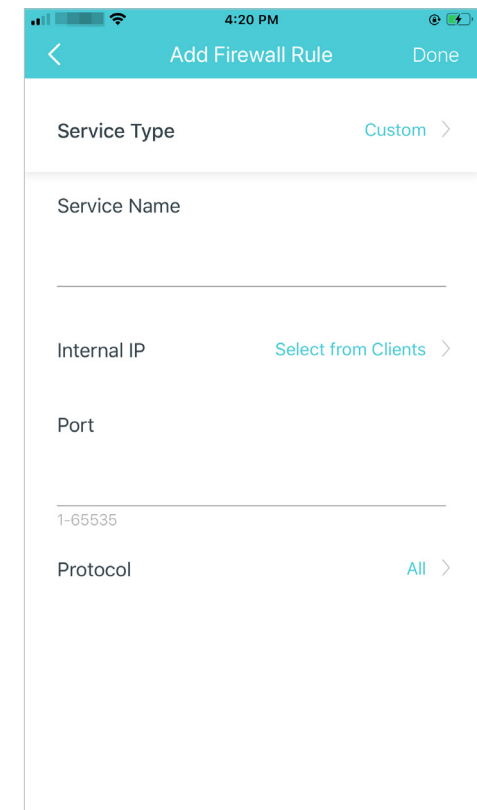 4:20 PM
Add Firewall Rule Done
Service Type Custom
Service Name
Internal IP Select from Clients
Port
1-65535
Protocol All